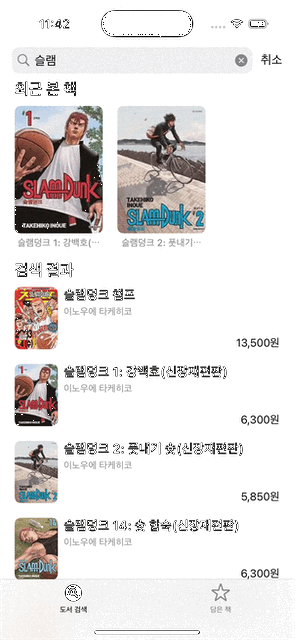 11:42
슬램
취소
최근 본 책
#1
SLAM DUNK
슬램덩크
TAKEHIKO INOUE
TAKEHIKO INOUE
SLAM DUNK #2
슬램덩크 1: 강백호(...
슬램덩크 2: 풋내기...
검색 결과
슬램덩크 챔프
이노우에 타케히코
13,500원
슬램덩크 1: 강백호(신장재편판)
이노우에 타케히코
6,300원
슬램덩크 2: 풋내기 슛(신장재편판)
이노우에 타케히코
5,850원
슬램덩크 14: 슛 합숙(신장재편판)
이노우에 타케히코
6,300원
도서 검색
담은 책